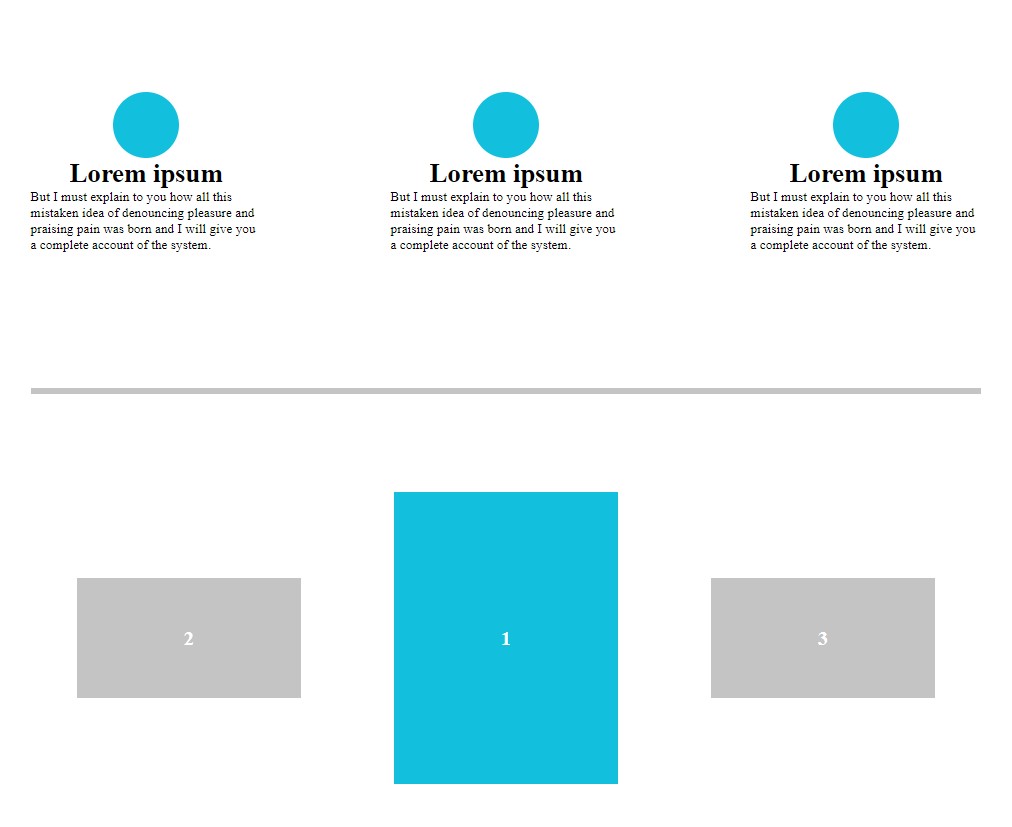 Lorem ipsum
But I must explain to you how all this
mistaken idea of denouncing pleasure and
praising pain was born and I will give you
a complete account of the system.
Lorem ipsum
But I must explain to you how all this
mistaken idea of denouncing pleasure and
praising pain was born and I will give you
a complete account of the system.
Lorem ipsum
But I must explain to you how all this
mistaken idea of denouncing pleasure and
praising pain was born and I will give you
a complete account of the system.
2
1
3